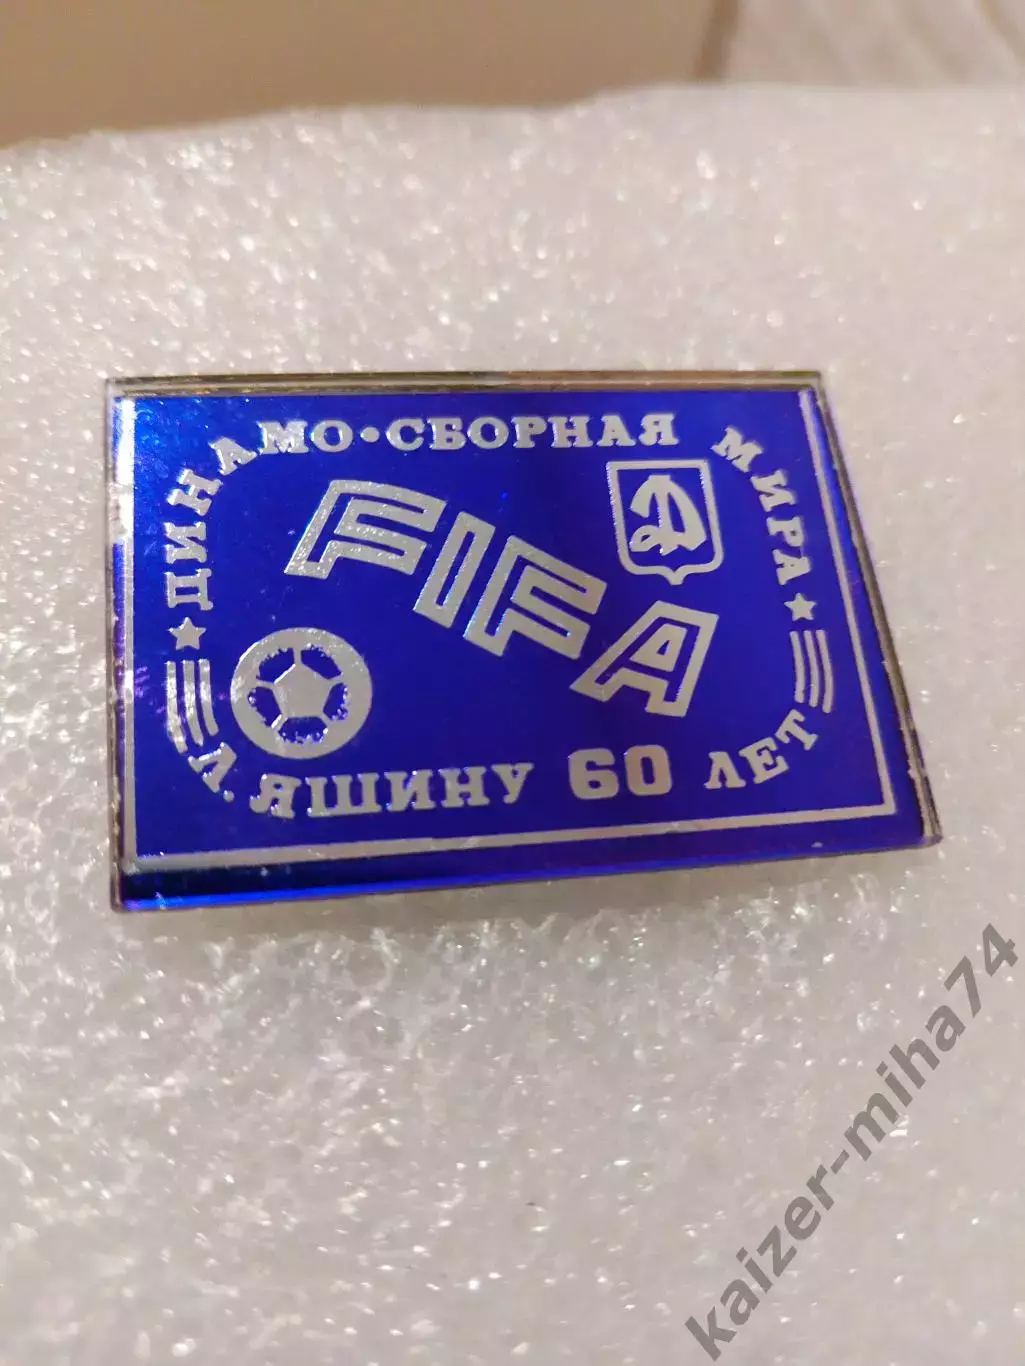 ДИНАМО•СБОРНАЯ МИРА
FIFA
Д
Л. ЯШИНУ 60 ЛЕТ
kaizer-miha74